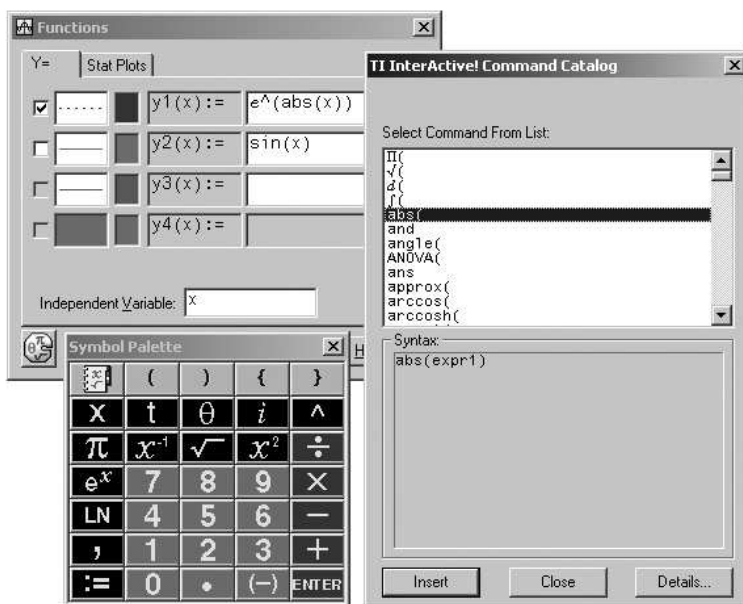 Functions
Y=
Stat Plots
y1(x):= e^(abs(x))
y2(x):= sin(x)
y3(x):=
y4(x):=
Independent Variable: x
H
Symbol Palette
( ) { }
X t θ i ^
π x⁻¹ √ x² ÷
eˣ 7 8 9 ×
LN 4 5 6 −
, 1 2 3 +
:= 0 . (−) ENTER
TI InterActive! Command Catalog
Select Command From List:
Π(
√(
d(
∫(
abs(
and
angle(
ANOVA(
ans
approx(
arccos(
arccosh(
Syntax:
abs(expr1)
Insert
Close
Details...